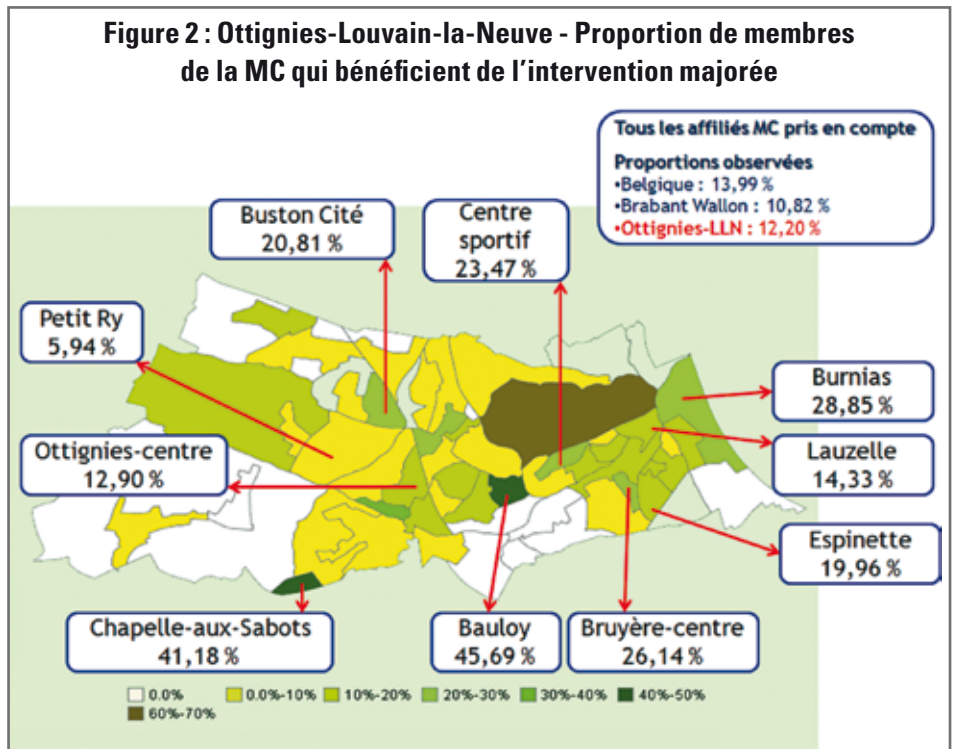 Figure 2 : Ottignies-Louvain-la-Neuve - Proportion de membres
de la MC qui bénéficient de l'intervention majorée
Tous les affiliés MC pris en compte
Proportions observées
•Belgique : 13,99 %
•Brabant Wallon : 10,82 %
•Ottignies-LLN : 12,20 %
Buston Cité
20,81 %
Centre
sportif
23,47 %
Petit Ry
5,94 %
Burnias
28,85 %
Ottignies-centre
12,90 %
Lauzelle
14,33 %
Espinette
19,96 %
Chapelle-aux-Sabots
41,18 %
Bauloy
45,69 %
Bruyère-centre
26,14 %
0.0% 0.0%-10% 10%-20% 20%-30% 30%-40% 40%-50%
60%-70%